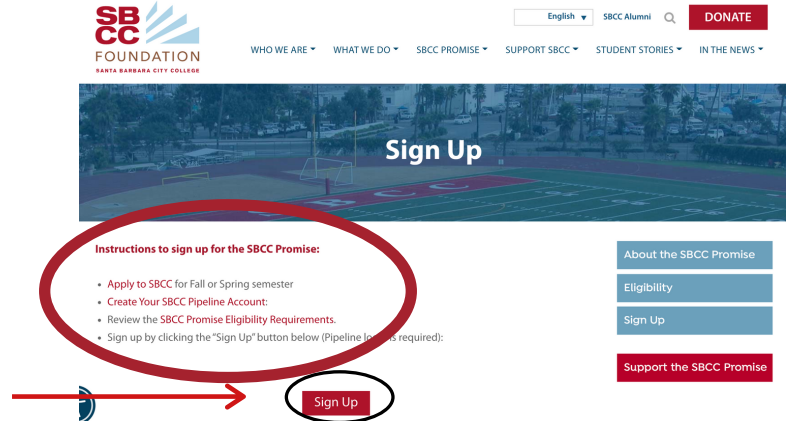 SB
CC
FOUNDATION
SANTA BARBARA CITY COLLEGE
English
SBCC Alumni
DONATE
WHO WE ARE
WHAT WE DO
SBCC PROMISE
SUPPORT SBCC
STUDENT STORIES
IN THE NEWS
Sign Up
S B C C
Instructions to sign up for the SBCC Promise:
• Apply to SBCC for Fall or Spring semester
• Create Your SBCC Pipeline Account:
• Review the SBCC Promise Eligibility Requirements.
• Sign up by clicking the "Sign Up" button below (Pipeline is required):
Sign Up
About the SBCC Promise
Eligibility
Sign Up
Support the SBCC Promise